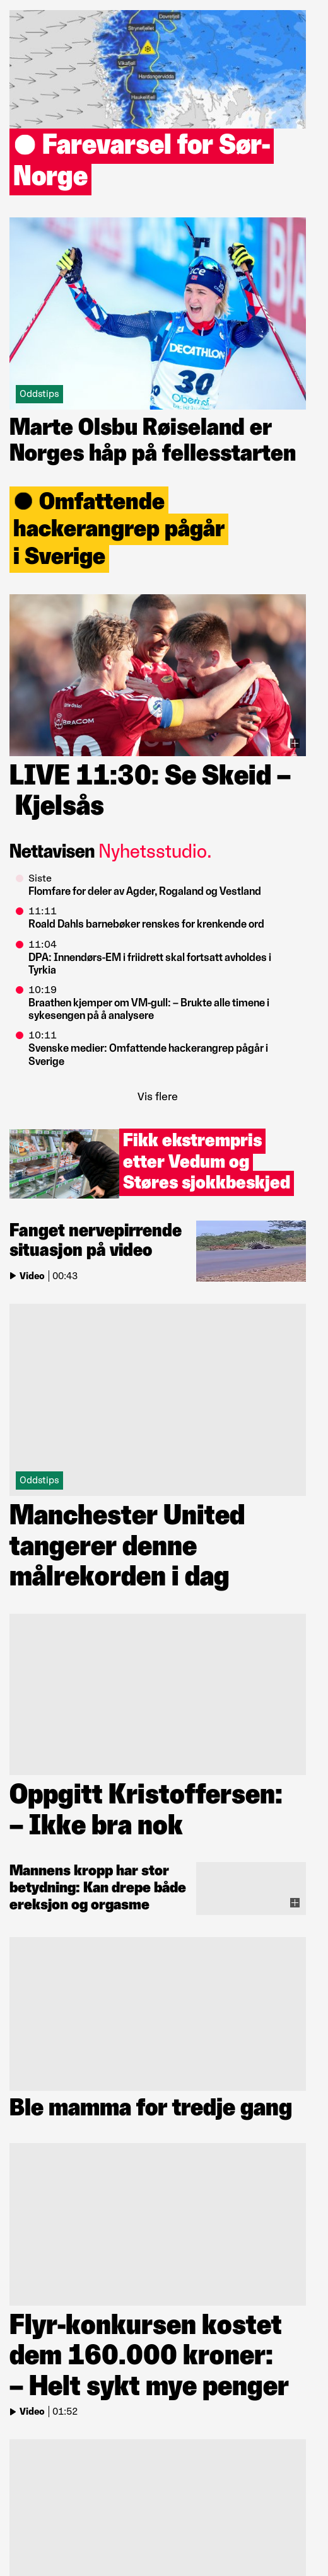 Dovrefjell
Strynefjellet
Vikafjell
Hardangervidda
Haukelifjell
Farevarsel for Sør-
Norge
DECATHLON
30
Oddstips
Marte Olsbu Røiseland er
Norges håp på fellesstarten
Omfattende
hackerangrep pågår
i Sverige
LIVE 11:30: Se Skeid –
Kjelsås
Nettavisen Nyhetsstudio.
Siste
Flomfare for deler av Agder, Rogaland og Vestland
11:11
Roald Dahls barnebøker renskes for krenkende ord
11:04
DPA: Innendørs-EM i friidrett skal fortsatt avholdes i
Tyrkia
10:19
Braathen kjemper om VM-gull: – Brukte alle timene i
sykesengen på å analysere
10:11
Svenske medier: Omfattende hackerangrep pågår i
Sverige
Vis flere
Fikk ekstrempris
etter Vedum og
Støres sjokkbeskjed
Fanget nervepirrende
situasjon på video
Video | 00:43
Oddstips
Manchester United
tangerer denne
målrekorden i dag
Oppgitt Kristoffersen:
– Ikke bra nok
Mannens kropp har stor
betydning: Kan drepe både
ereksjon og orgasme
Ble mamma for tredje gang
Flyr-konkursen kostet
dem 160.000 kroner:
– Helt sykt mye penger
Video | 01:52